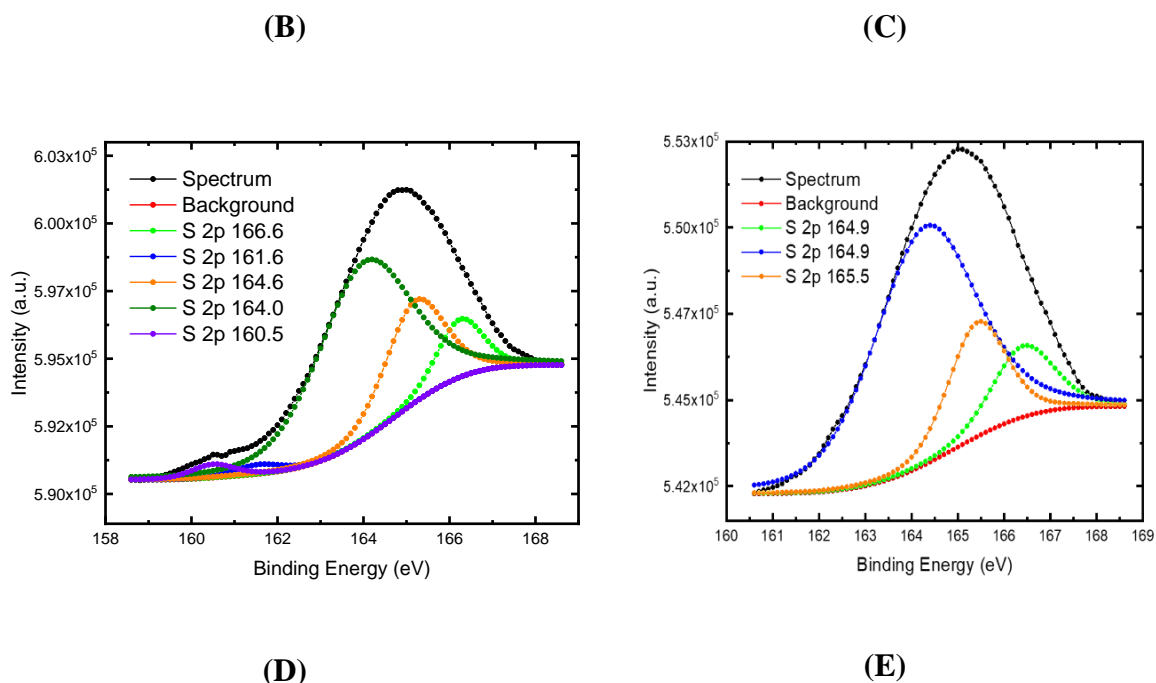 (B)
(C)
6.03x10⁵
6.00x10⁵
5.97x10⁵
5.95x10⁵
5.92x10⁵
5.90x10⁵
Intensity (a.u.)
Spectrum
Background
S 2p 166.6
S 2p 161.6
S 2p 164.6
S 2p 164.0
S 2p 160.5
158 160 162 164 166 168
Binding Energy (eV)
5.53x10⁵
5.50x10⁵
5.47x10⁵
5.45x10⁵
5.42x10⁵
Intensity (a.u.)
Spectrum
Background
S 2p 164.9
S 2p 164.9
S 2p 165.5
160 161 162 163 164 165 166 167 168 169
Binding Energy (eV)
(D)
(E)